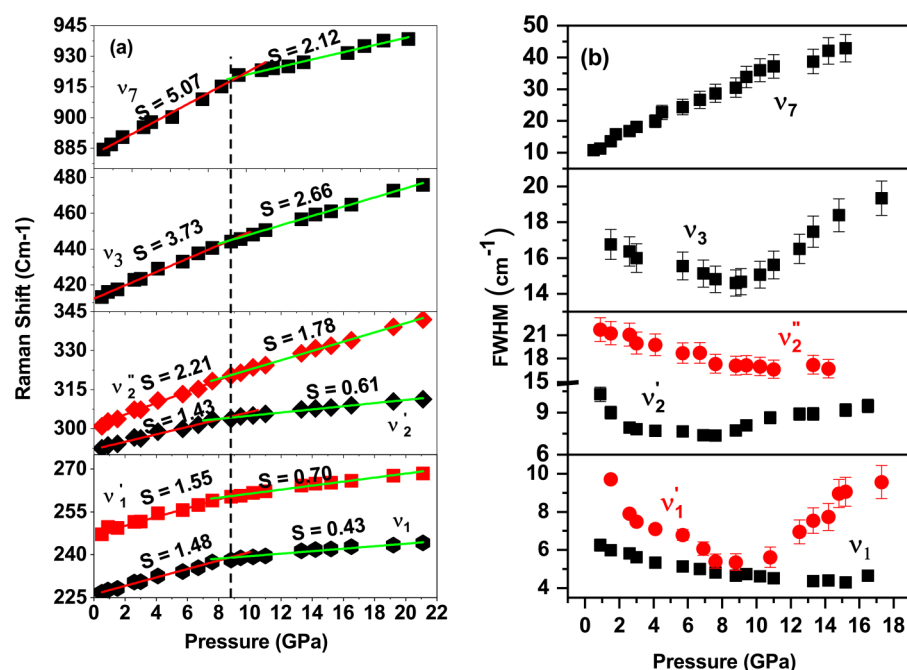 (a)
945
930
915
900
885
ν7
S = 5.07
S = 2.12
480
460
440
420
ν3
S = 3.73
S = 2.66
345
330
315
300
ν2''
S = 2.21
S = 1.78
S = 1.43
S = 0.61
ν2'
270
255
240
225
ν1'
S = 1.55
S = 0.70
S = 1.48
S = 0.43
ν1
Raman Shift (Cm-1)
0 2 4 6 8 10 12 14 16 18 20 22
Pressure (GPa)
(b)
50
40
30
20
10
ν7
20
18
16
14
ν3
21
18
15
ν2''
9
6
ν2'
10
8
6
4
ν1'
ν1
FWHM (cm-1)
0 2 4 6 8 10 12 14 16 18
Pressure (GPa)